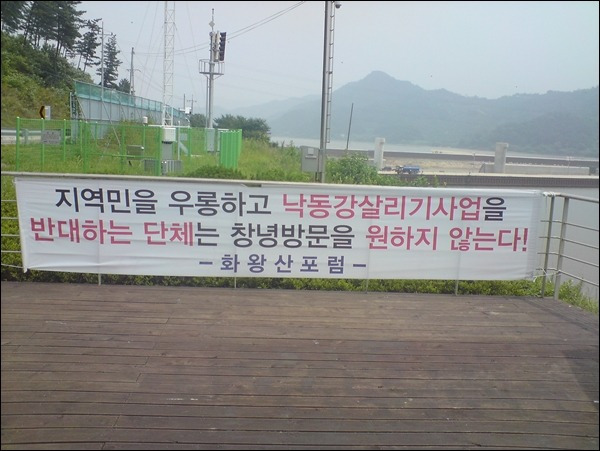 지역민을 우롱하고 낙동강살리기사업을
반대하는 단체는 창녕방문을 원하지 않는다!
- 화왕산포럼 -